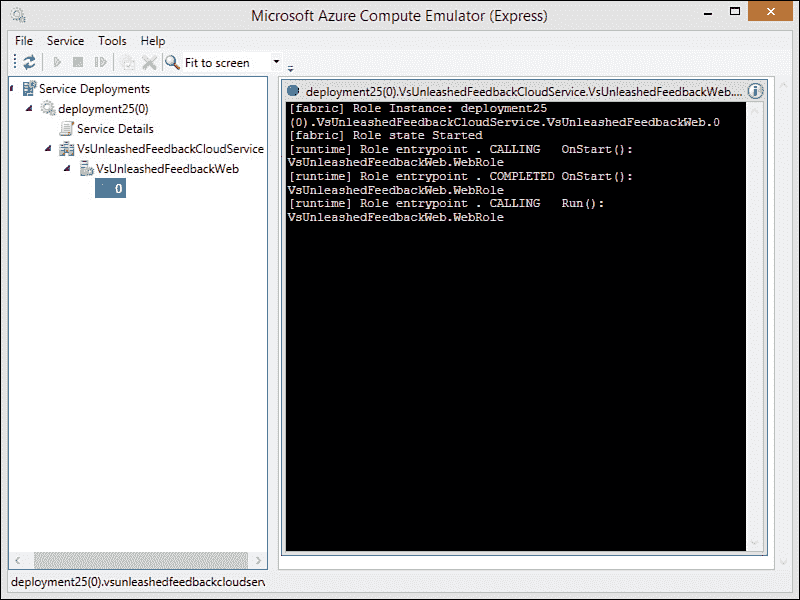 Microsoft Azure Compute Emulator (Express)
File Service Tools Help
Fit to screen
Service Deployments
deployment25(0)
Service Details
VsUnleashedFeedbackCloudService
VsUnleashedFeedbackWeb
0
deployment25(0).VsUnleashedFeedbackCloudService.VsUnleashedFeedbackWeb....
[fabric] Role Instance: deployment25
(0).VsUnleashedFeedbackCloudService.VsUnleashedFeedbackWeb.0
[fabric] Role state Started
[runtime] Role entrypoint . CALLING   OnStart():
VsUnleashedFeedbackWeb.WebRole
[runtime] Role entrypoint . COMPLETED OnStart():
VsUnleashedFeedbackWeb.WebRole
[runtime] Role entrypoint . CALLING   Run():
VsUnleashedFeedbackWeb.WebRole
deployment25(0).vsunleashedfeedbackcloudserv